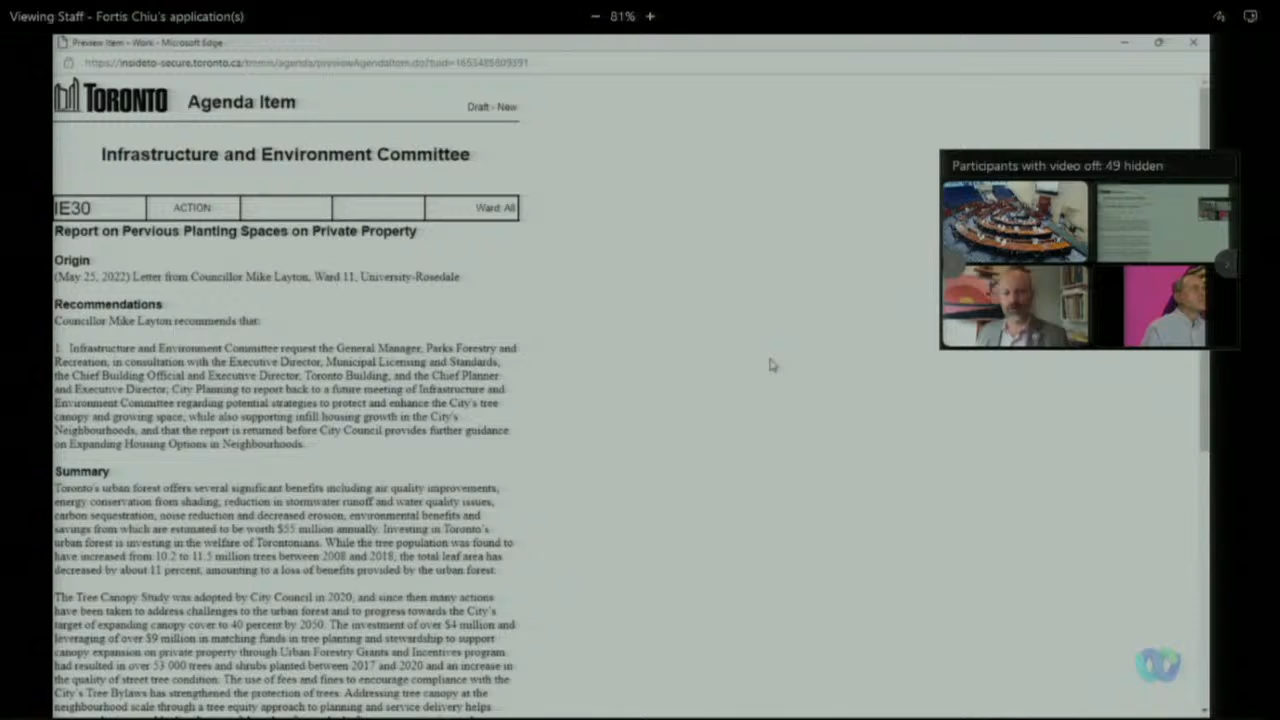 Viewing Staff - Fortis Chiu's application(s)
81%
Preview Item - Work - Microsoft Edge
https://insideto-secure.toronto.ca/tmmis/agenda/previewAgendaItem.do?tuid=1653485809391
TORONTO Agenda Item
Draft - New
Infrastructure and Environment Committee
Participants with video off: 49 hidden
IE30 ACTION Ward: All
Report on Pervious Planting Spaces on Private Property
Origin
(May 25, 2022) Letter from Councillor Mike Layton, Ward 11, University-Rosedale
Recommendations
Councillor Mike Layton recommends that:
1. Infrastructure and Environment Committee request the General Manager, Parks Forestry and
Recreation, in consultation with the Executive Director, Municipal Licensing and Standards,
the Chief Building Official and Executive Director, Toronto Building, and the Chief Planner
and Executive Director, City Planning to report back to a future meeting of Infrastructure and
Environment Committee regarding potential strategies to protect and enhance the City's tree
canopy and growing space, while also supporting infill housing growth in the City's
Neighbourhoods, and that the report is returned before City Council provides further guidance
on Expanding Housing Options in Neighbourhoods.
Summary
Toronto's urban forest offers several significant benefits including air quality improvements,
energy conservation from shading, reduction in stormwater runoff and water quality issues,
carbon sequestration, noise reduction and decreased erosion, environmental benefits and
savings from which are estimated to be worth $55 million annually. Investing in Toronto's
urban forest is investing in the welfare of Torontonians. While the tree population was found to
have increased from 10.2 to 11.5 million trees between 2008 and 2018, the total leaf area has
decreased by about 11 percent, amounting to a loss of benefits provided by the urban forest.
The Tree Canopy Study was adopted by City Council in 2020, and since then many actions
have been taken to address challenges to the urban forest and to progress towards the City's
target of expanding canopy cover to 40 percent by 2050. The investment of over $4 million and
leveraging of over $9 million in matching funds in tree planting and stewardship to support
canopy expansion on private property through Urban Forestry Grants and Incentives program
had resulted in over 53 000 trees and shrubs planted between 2017 and 2020 and an increase in
the quality of street tree condition. The use of fees and fines to encourage compliance with the
City's Tree Bylaws has strengthened the protection of trees. Addressing tree canopy at the
neighbourhood scale through a tree equity approach to planning and service delivery helps